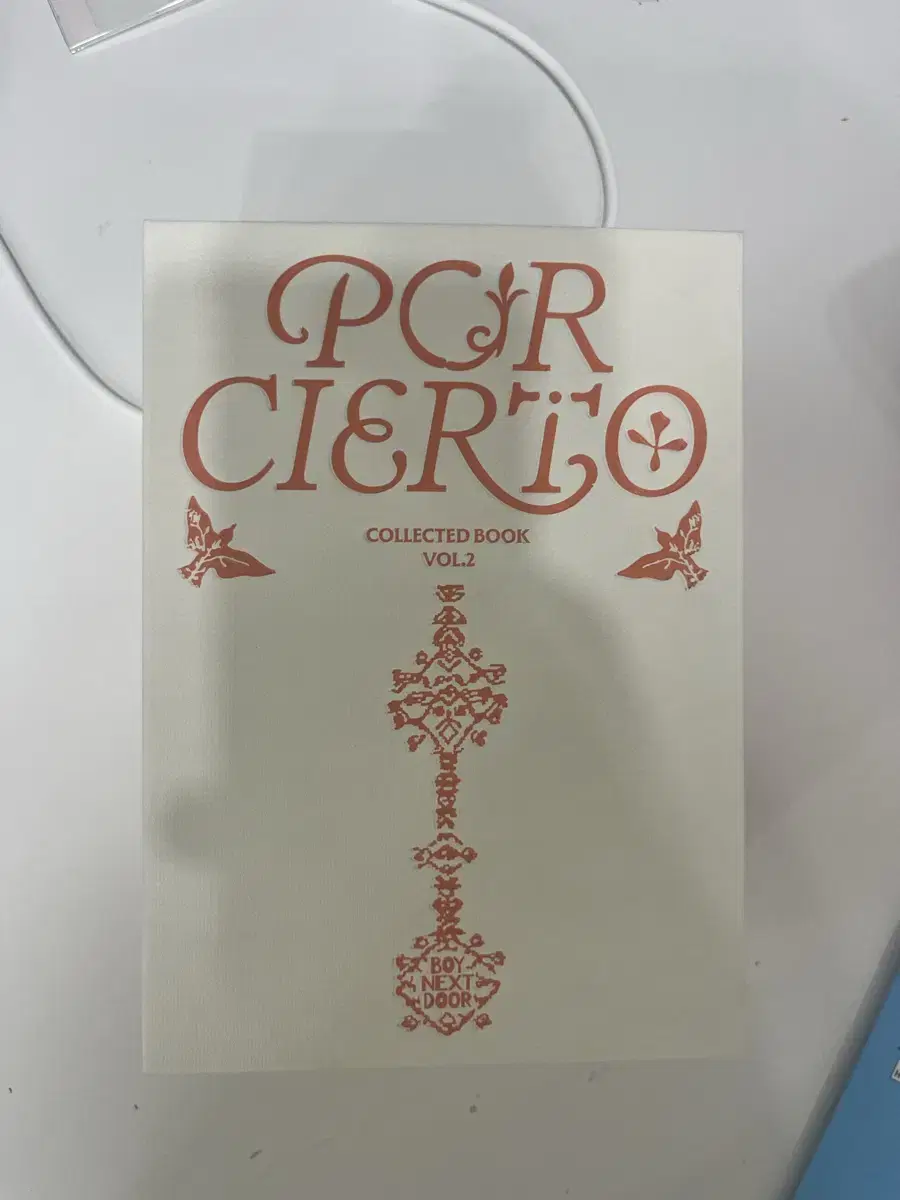 POR
CIERTO
COLLECTED BOOK
VOL.2
BOY
NEXT
DOOR